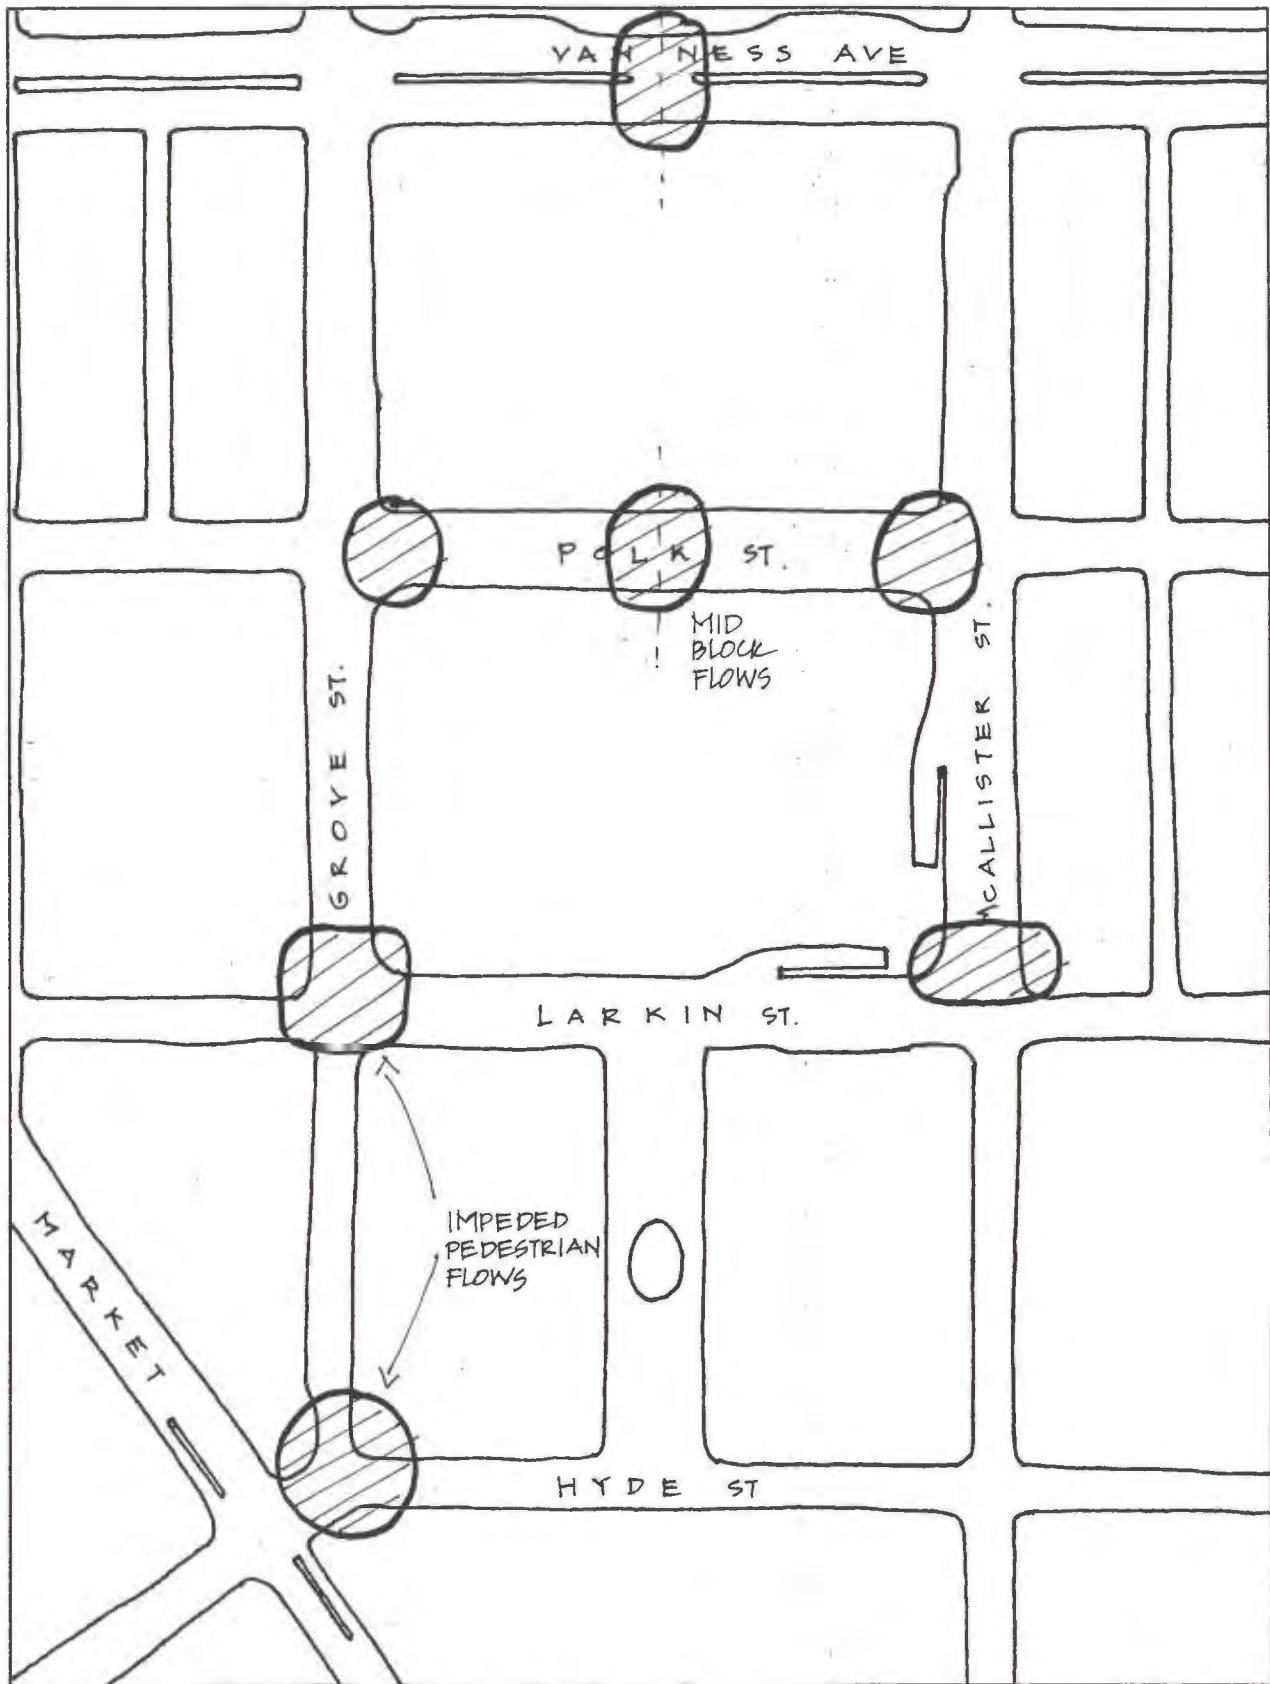 VAN NESS AVE
POLK ST.
MID
BLOCK
FLOWS
GROVE ST.
MCALLISTER ST.
LARKIN ST.
IMPEDED
PEDESTRIAN
FLOWS
MARKET
HYDE ST